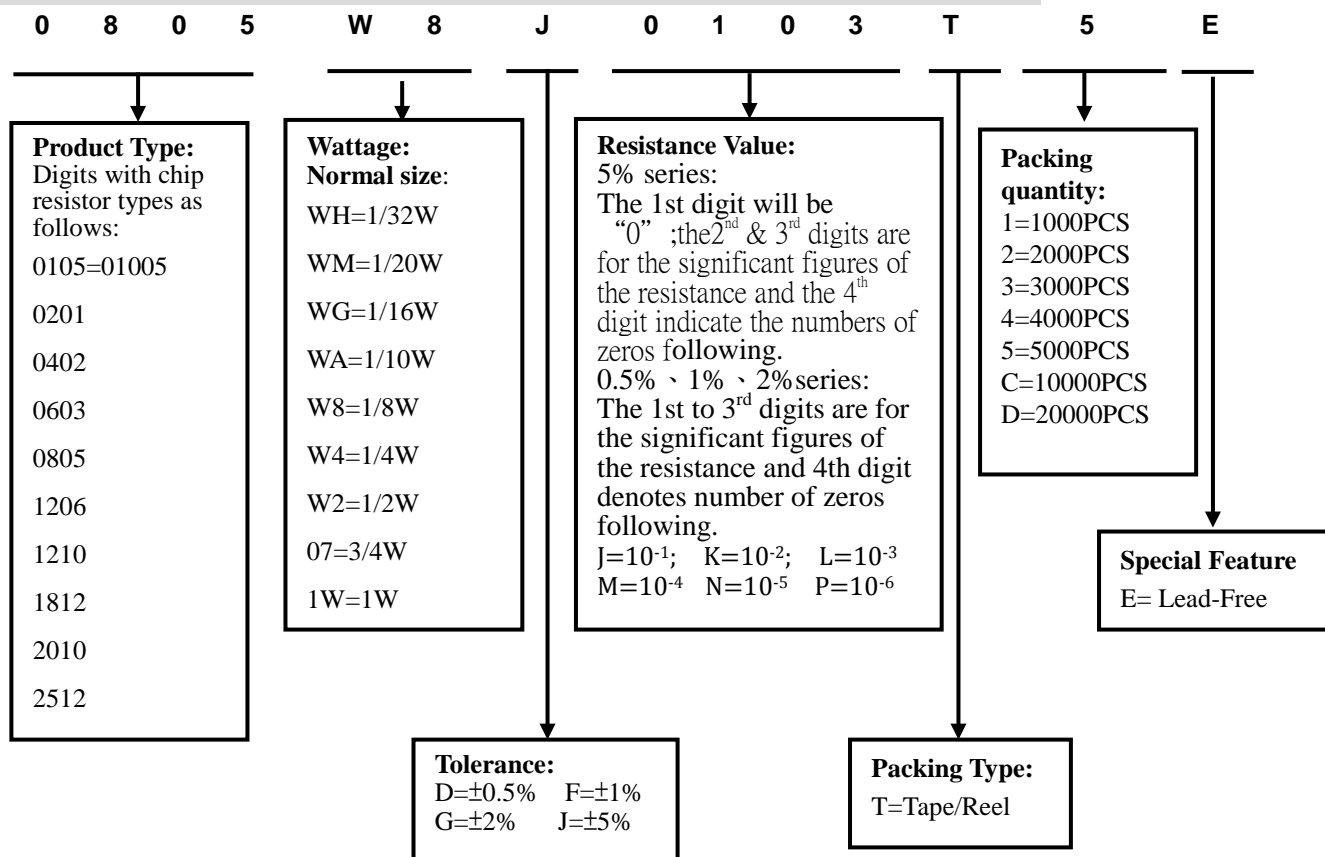 0 8 0 5 W 8 J 0 1 0 3 T 5 E
Product Type:
Digits with chip
resistor types as
follows:
0105=01005
0201
0402
0603
0805
1206
1210
1812
2010
2512
Wattage:
Normal size:
WH=1/32W
WM=1/20W
WG=1/16W
WA=1/10W
W8=1/8W
W4=1/4W
W2=1/2W
07=3/4W
1W=1W
Resistance Value:
5% series:
The 1st digit will be
“0” ;the2nd & 3rd digits are
for the significant figures of
the resistance and the 4th
digit indicate the numbers of
zeros following.
0.5%、1%、2%series:
The 1st to 3rd digits are for
the significant figures of
the resistance and 4th digit
denotes number of zeros
following.
J=10-1; K=10-2; L=10-3
M=10-4 N=10-5 P=10-6
Packing
quantity:
1=1000PCS
2=2000PCS
3=3000PCS
4=4000PCS
5=5000PCS
C=10000PCS
D=20000PCS
Special Feature
E= Lead-Free
Tolerance:
D=±0.5% F=±1%
G=±2% J=±5%
Packing Type:
T=Tape/Reel